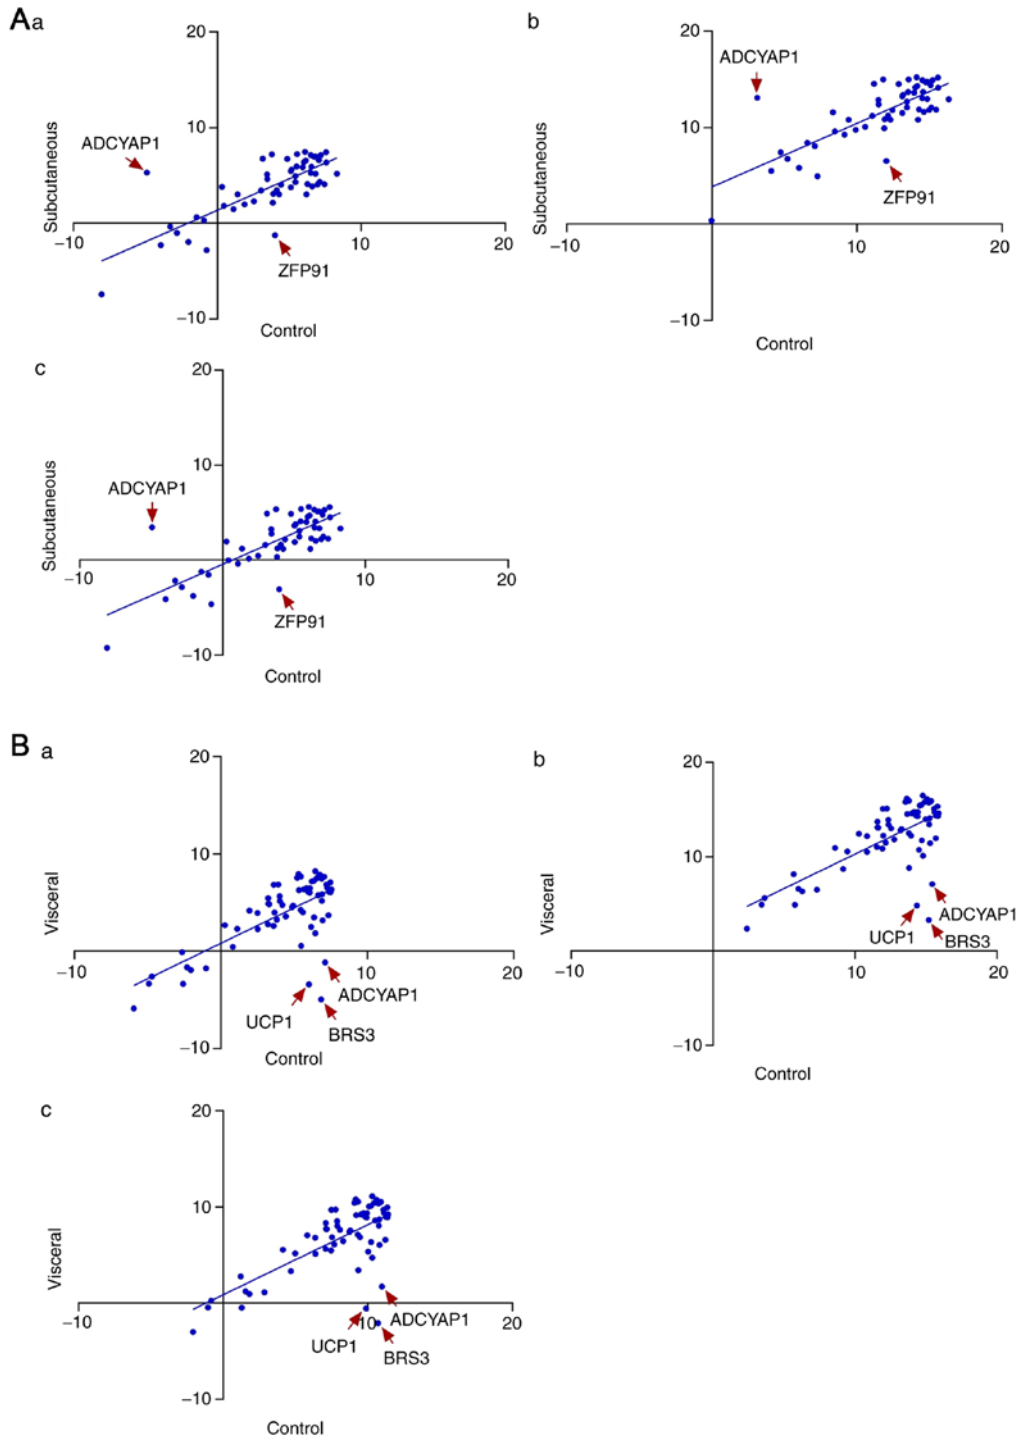 Aa
20
10
Subcutaneous
ADCYAP1
−10
10
20
ZFP91
−10
Control
b
20
ADCYAP1
10
Subcutaneous
ZFP91
−10
10
20
−10
Control
c
20
10
ADCYAP1
Subcutaneous
−10
10
20
ZFP91
−10
Control
B a
20
10
Visceral
−10
10
20
ADCYAP1
UCP1
BRS3
−10
Control
b
20
10
Visceral
ADCYAP1
UCP1
BRS3
−10
10
20
−10
Control
c
20
10
Visceral
−10
10
20
ADCYAP1
UCP1
BRS3
−10
Control